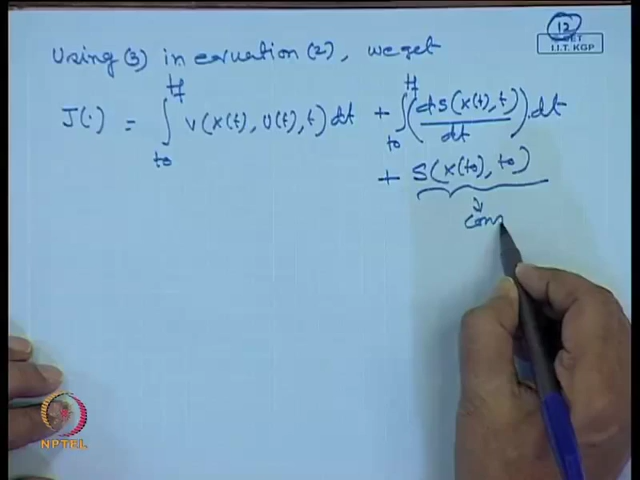 12
I.I.T. KGP
Using (3) in equation (2), we get
J(.) = ∫_{t0}^{tf} V(x(t), u(t), t) dt + ∫_{t0}^{tf} (dS(x(t), t)/dt) . dt
+ S(x(t0), t0)
Con
NPTEL